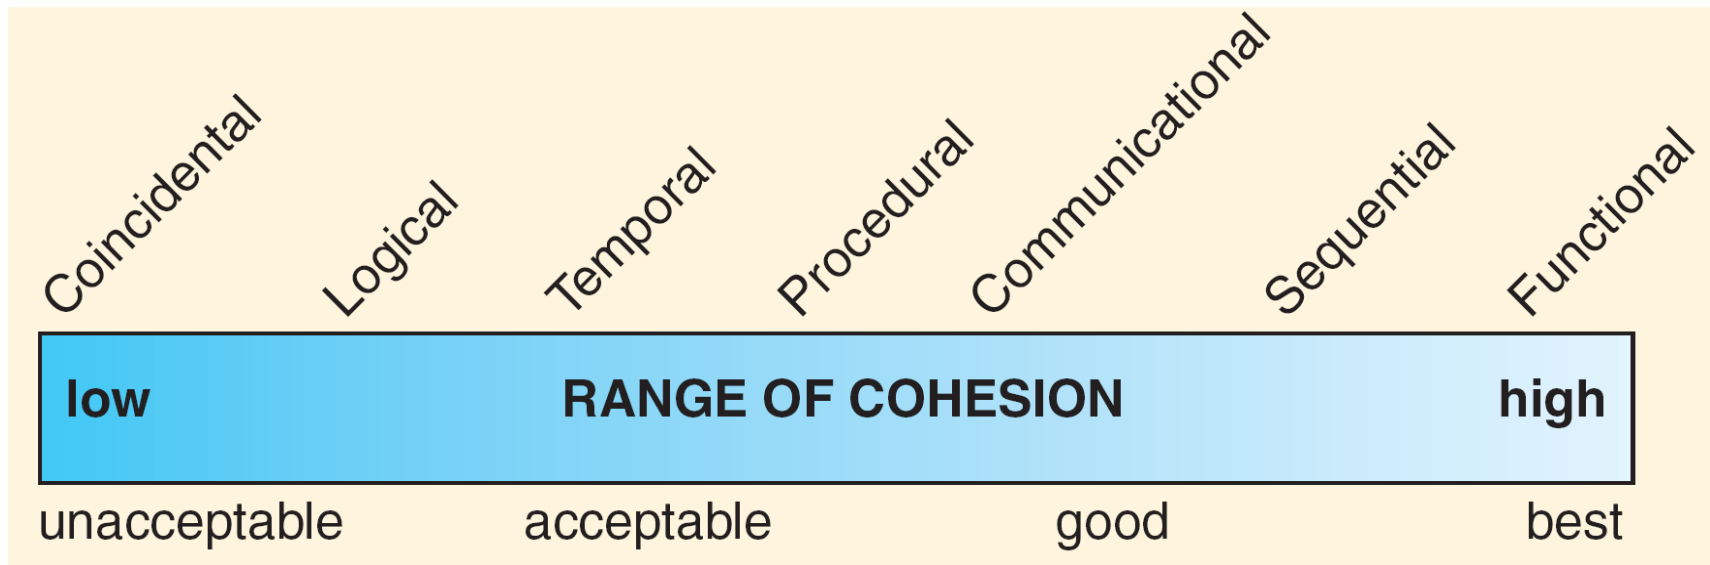 Coincidental
Logical
Temporal
Procedural
Communicational
Sequential
Functional
low RANGE OF COHESION high
unacceptable acceptable good best